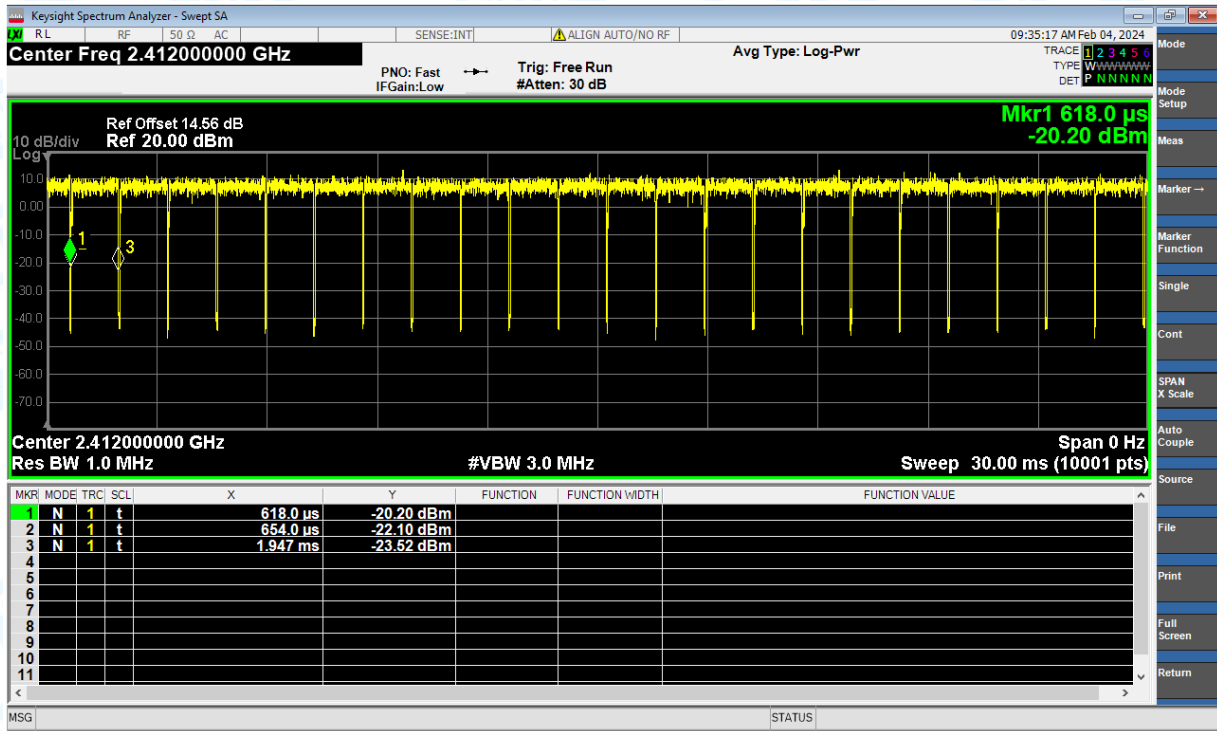 Keysight Spectrum Analyzer - Swept SA
LXI RL RF 50 Ω AC SENSE:INT ALIGN AUTO/NO RF 09:35:17 AM Feb 04, 2024
Center Freq 2.412000000 GHz
PNO: Fast
IFGain:Low
Trig: Free Run
#Atten: 30 dB
Avg Type: Log-Pwr
TRACE 1 2 3 4 5 6
TYPE WWWWWW
DET P N N N N N
Mkr1 618.0 µs
-20.20 dBm
Ref Offset 14.56 dB
10 dB/div Ref 20.00 dBm
Log
10.0
0.00
-10.0
-20.0
-30.0
-40.0
-50.0
-60.0
-70.0
1
3
Center 2.412000000 GHz Span 0 Hz
Res BW 1.0 MHz #VBW 3.0 MHz Sweep 30.00 ms (10001 pts)
MKR MODE TRC SCL X Y FUNCTION FUNCTION WIDTH FUNCTION VALUE
1 N 1 t 618.0 µs -20.20 dBm
2 N 1 t 654.0 µs -22.10 dBm
3 N 1 t 1.947 ms -23.52 dBm
4
5
6
7
8
9
10
11
MSG STATUS
Mode
Mode
Setup
Meas
Marker →
Marker
Function
Single
Cont
SPAN
X Scale
Auto
Couple
Source
File
Print
Full
Screen
Return